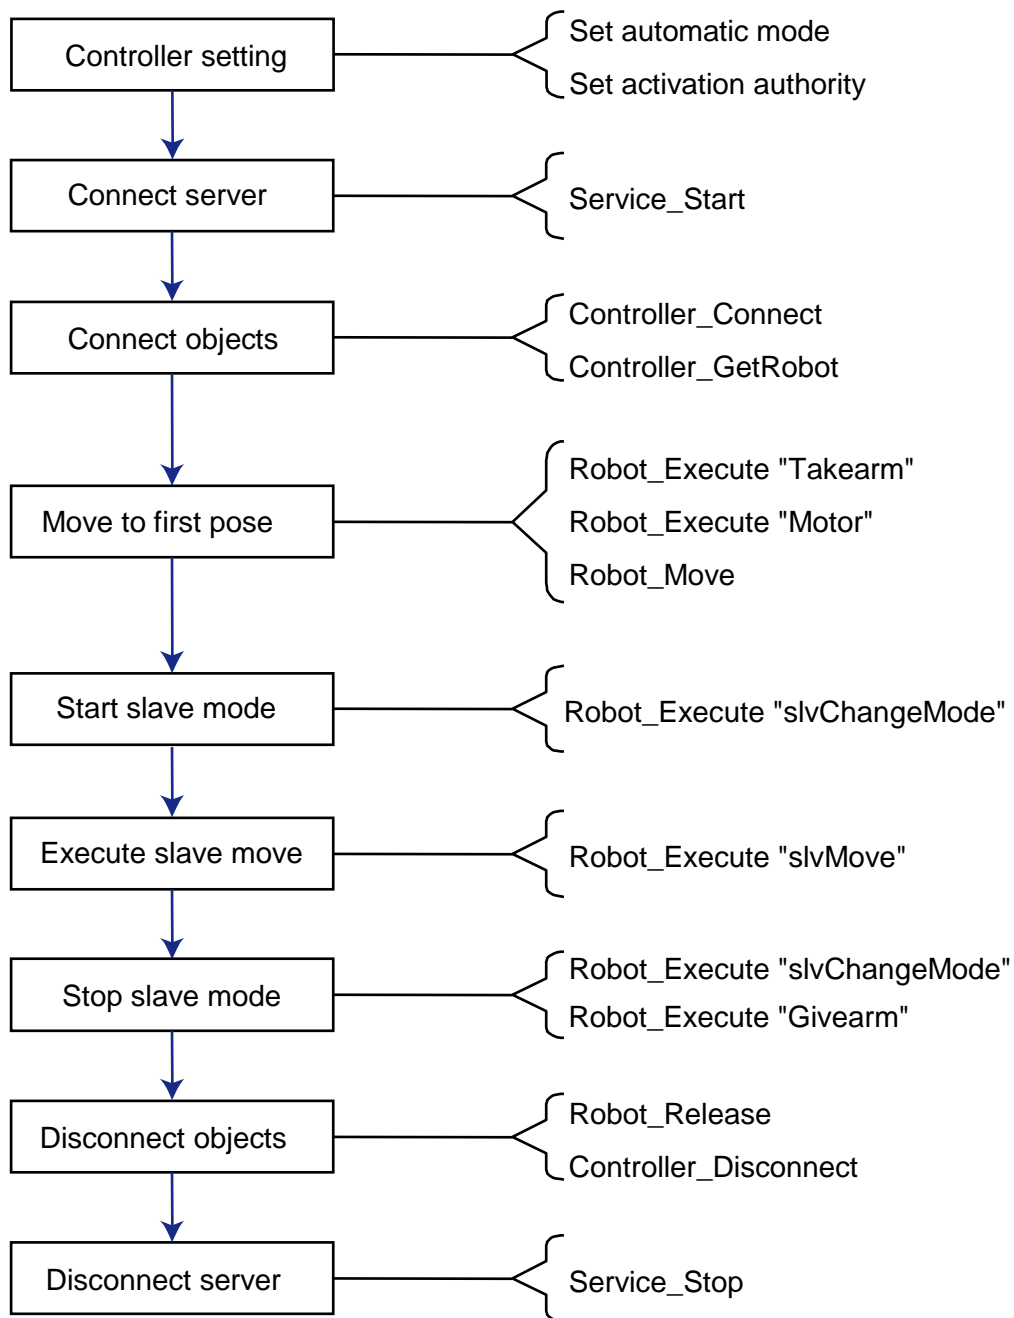 Controller setting
Set automatic mode
Set activation authority
Connect server
Service_Start
Connect objects
Controller_Connect
Controller_GetRobot
Move to first pose
Robot_Execute "Takearm"
Robot_Execute "Motor"
Robot_Move
Start slave mode
Robot_Execute "slvChangeMode"
Execute slave move
Robot_Execute "slvMove"
Stop slave mode
Robot_Execute "slvChangeMode"
Robot_Execute "Givearm"
Disconnect objects
Robot_Release
Controller_Disconnect
Disconnect server
Service_Stop